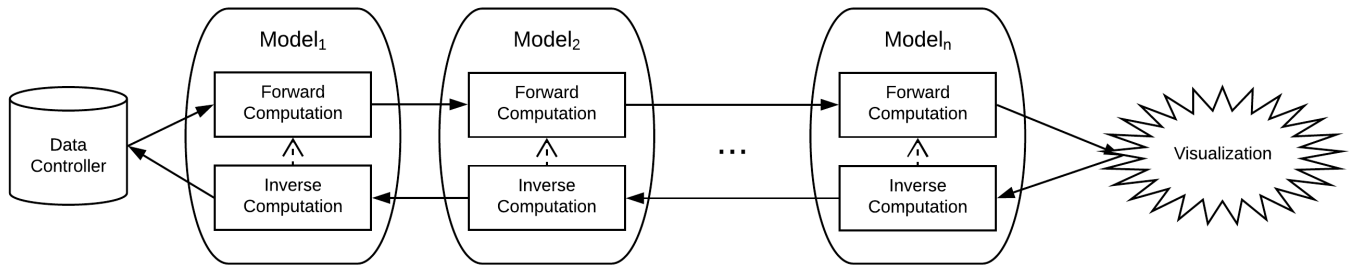 Data
Controller
Model₁
Forward
Computation
Inverse
Computation
Model₂
Forward
Computation
Inverse
Computation
...
Modelₙ
Forward
Computation
Inverse
Computation
Visualization